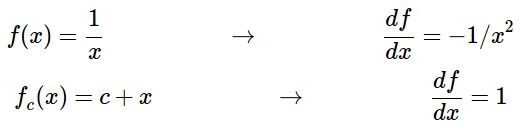 f(x) = 1/x → df/dx = −1/x²
f_c(x) = c + x → df/dx = 1